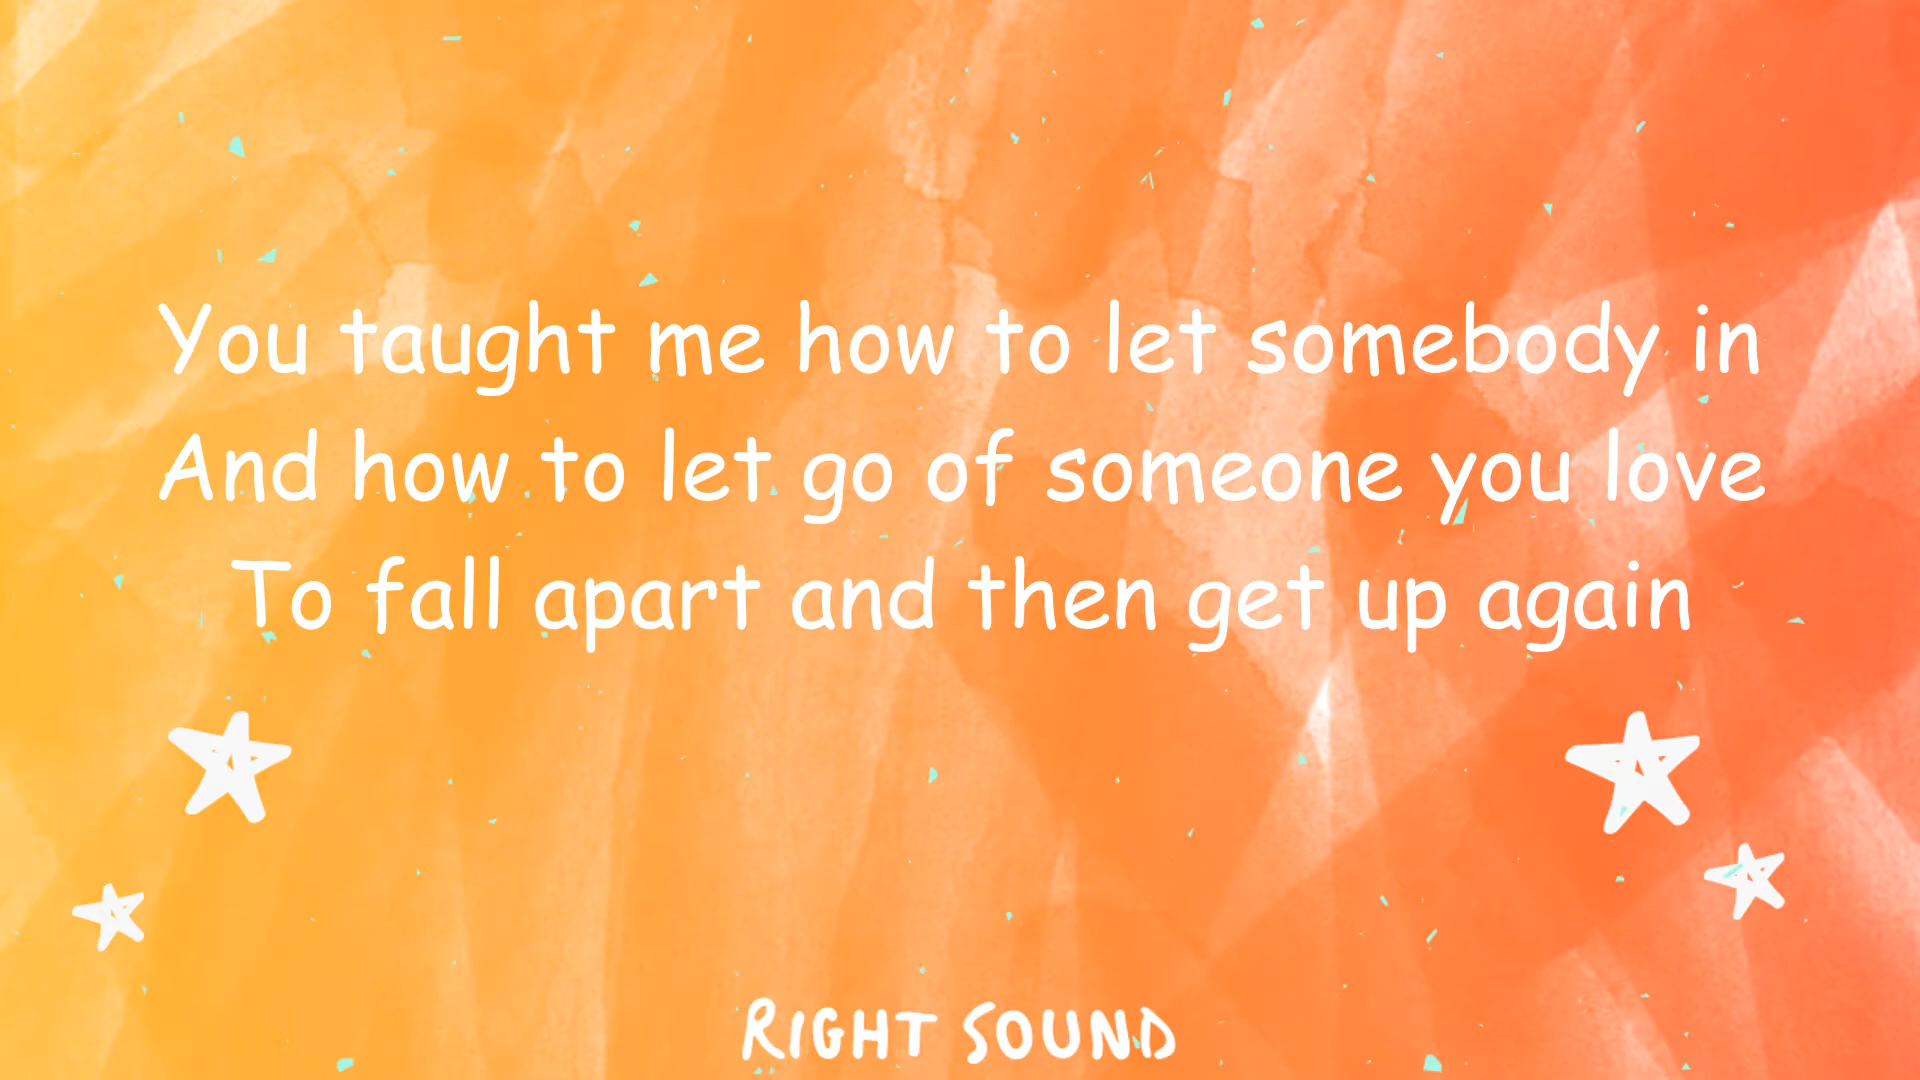 You taught me how to let somebody in
And how to let go of someone you love
To fall apart and then get up again
RIGHT SOUND